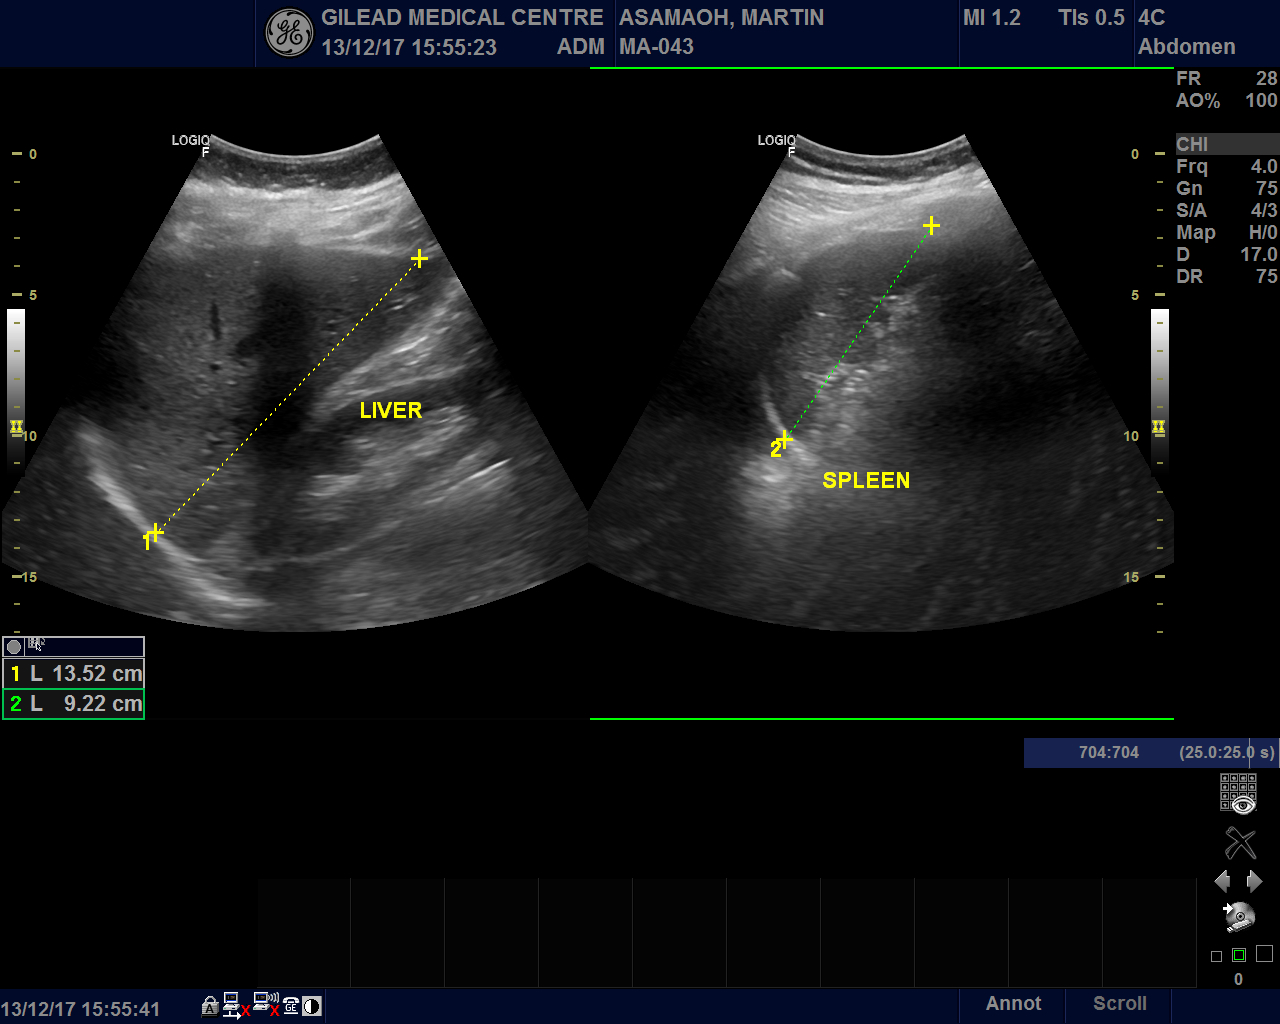 GILEAD MEDICAL CENTRE
13/12/17 15:55:23 ADM
ASAMAOH, MARTIN
MA-043
MI 1.2 TIs 0.5
4C
Abdomen
FR 28
AO% 100
CHI
Frq 4.0
Gn 75
S/A 4/3
Map H/0
D 17.0
DR 75
LOGIQ
F
0
5
10
15
LIVER
1
LOGIQ
F
0
5
10
15
2
SPLEEN
1 L 13.52 cm
2 L 9.22 cm
704:704 (25.0:25.0 s)
0
13/12/17 15:55:41
A
GE
Annot
Scroll